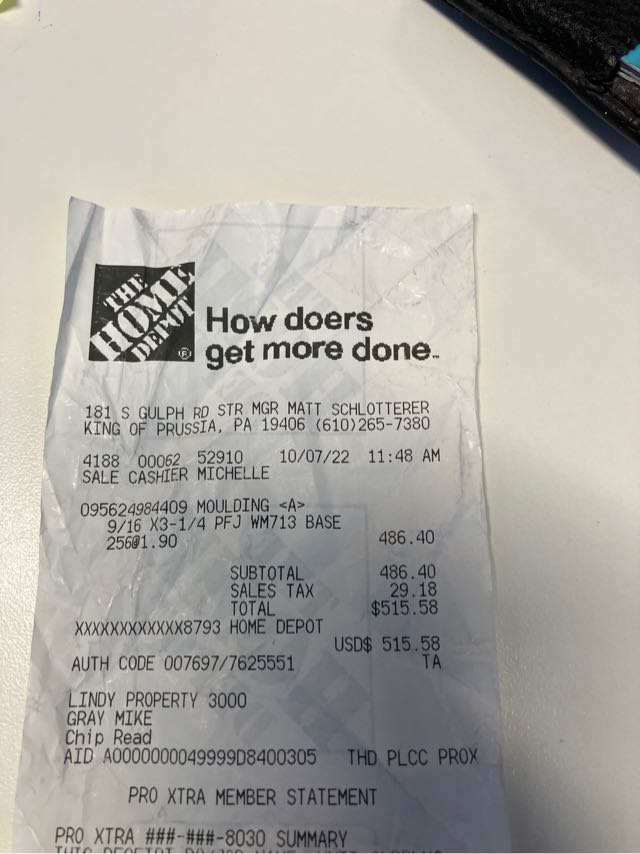 THE
HOME
DEPOT
®
How doers
get more done™
181 S GULPH RD STR MGR MATT SCHLOTTERER
KING OF PRUSSIA, PA 19406 (610)265-7380
4188 00062 52910 10/07/22 11:48 AM
SALE CASHIER MICHELLE
095624984409 MOULDING <A>
9/16 X3-1/4 PFJ WM713 BASE
256@1.90 486.40
SUBTOTAL 486.40
SALES TAX 29.18
TOTAL $515.58
XXXXXXXXXXXX8793 HOME DEPOT
USD$ 515.58
AUTH CODE 007697/7625551 TA
LINDY PROPERTY 3000
GRAY MIKE
Chip Read
AID A0000000049999D8400305 THD PLCC PROX
PRO XTRA MEMBER STATEMENT
PRO XTRA ###-###-8030 SUMMARY
THIS RECEIPT